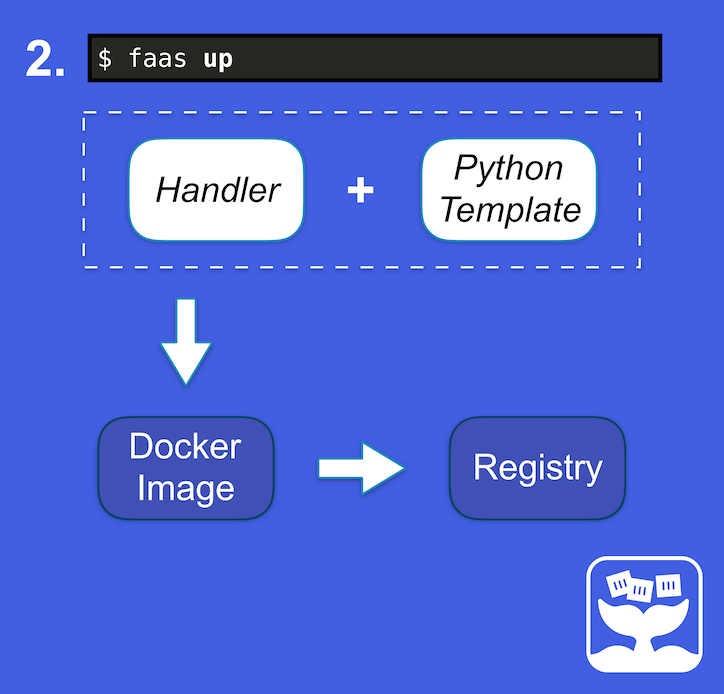 2.
$ faas up
Handler
+
Python
Template
Docker
Image
Registry